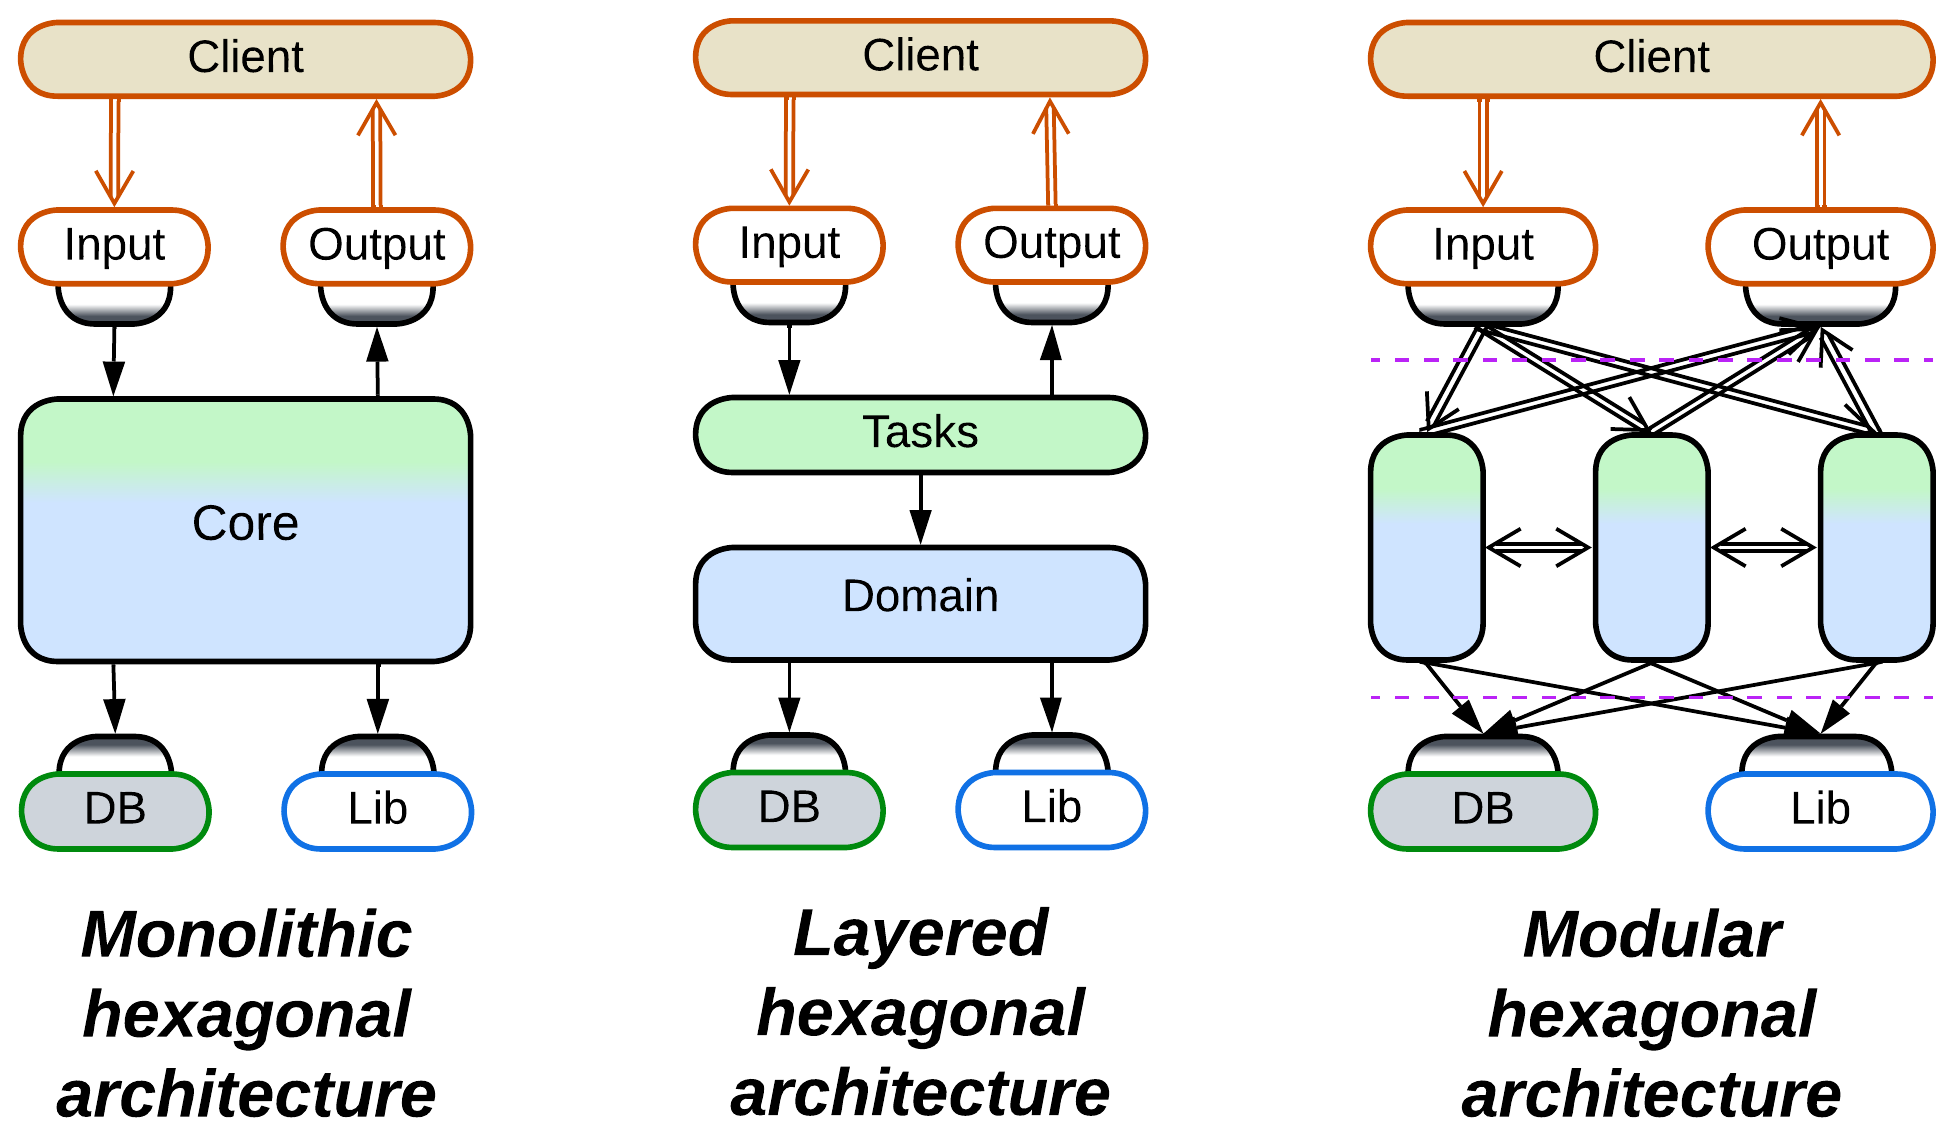 Client
Input
Output
Core
DB
Lib
Monolithic
hexagonal
architecture
Client
Input
Output
Tasks
Domain
DB
Lib
Layered
hexagonal
architecture
Client
Input
Output
DB
Lib
Modular
hexagonal
architecture